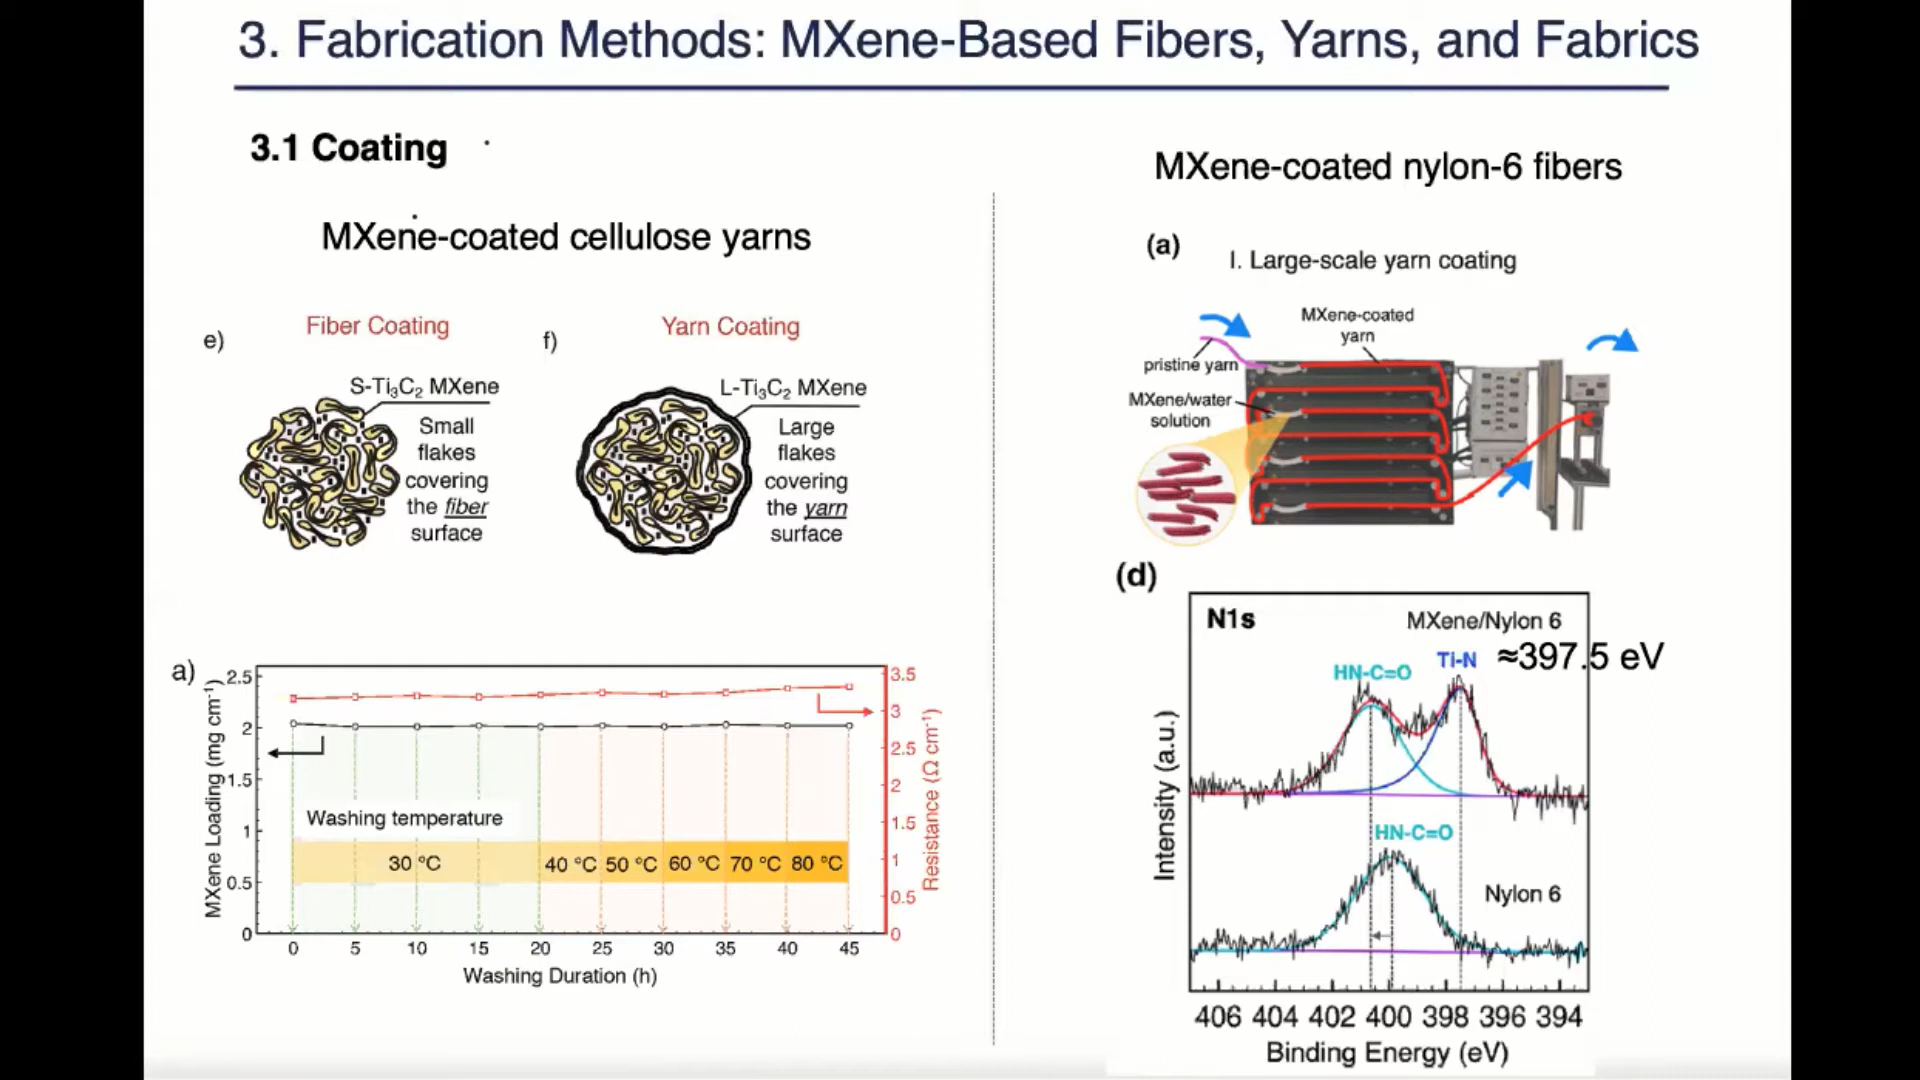 3. Fabrication Methods: MXene-Based Fibers, Yarns, and Fabrics
3.1 Coating
MXene-coated cellulose yarns
e)
Fiber Coating
S-Ti₃C₂ MXene
Small
flakes
covering
the fiber
surface
f)
Yarn Coating
L-Ti₃C₂ MXene
Large
flakes
covering
the yarn
surface
a)
MXene Loading (mg cm⁻¹)
2.5
2
1.5
1
0.5
0
Washing temperature
30 °C
40 °C
50 °C
60 °C
70 °C
80 °C
3.5
3
2.5
2
1.5
1
0.5
0
Resistance (Ω cm⁻¹)
0 5 10 15 20 25 30 35 40 45
Washing Duration (h)
MXene-coated nylon-6 fibers
(a)
I. Large-scale yarn coating
MXene-coated
yarn
pristine yarn
MXene/water
solution
(d)
N1s
MXene/Nylon 6
≈397.5 eV
HN-C=O
Ti-N
HN-C=O
Nylon 6
Intensity (a.u.)
406 404 402 400 398 396 394
Binding Energy (eV)